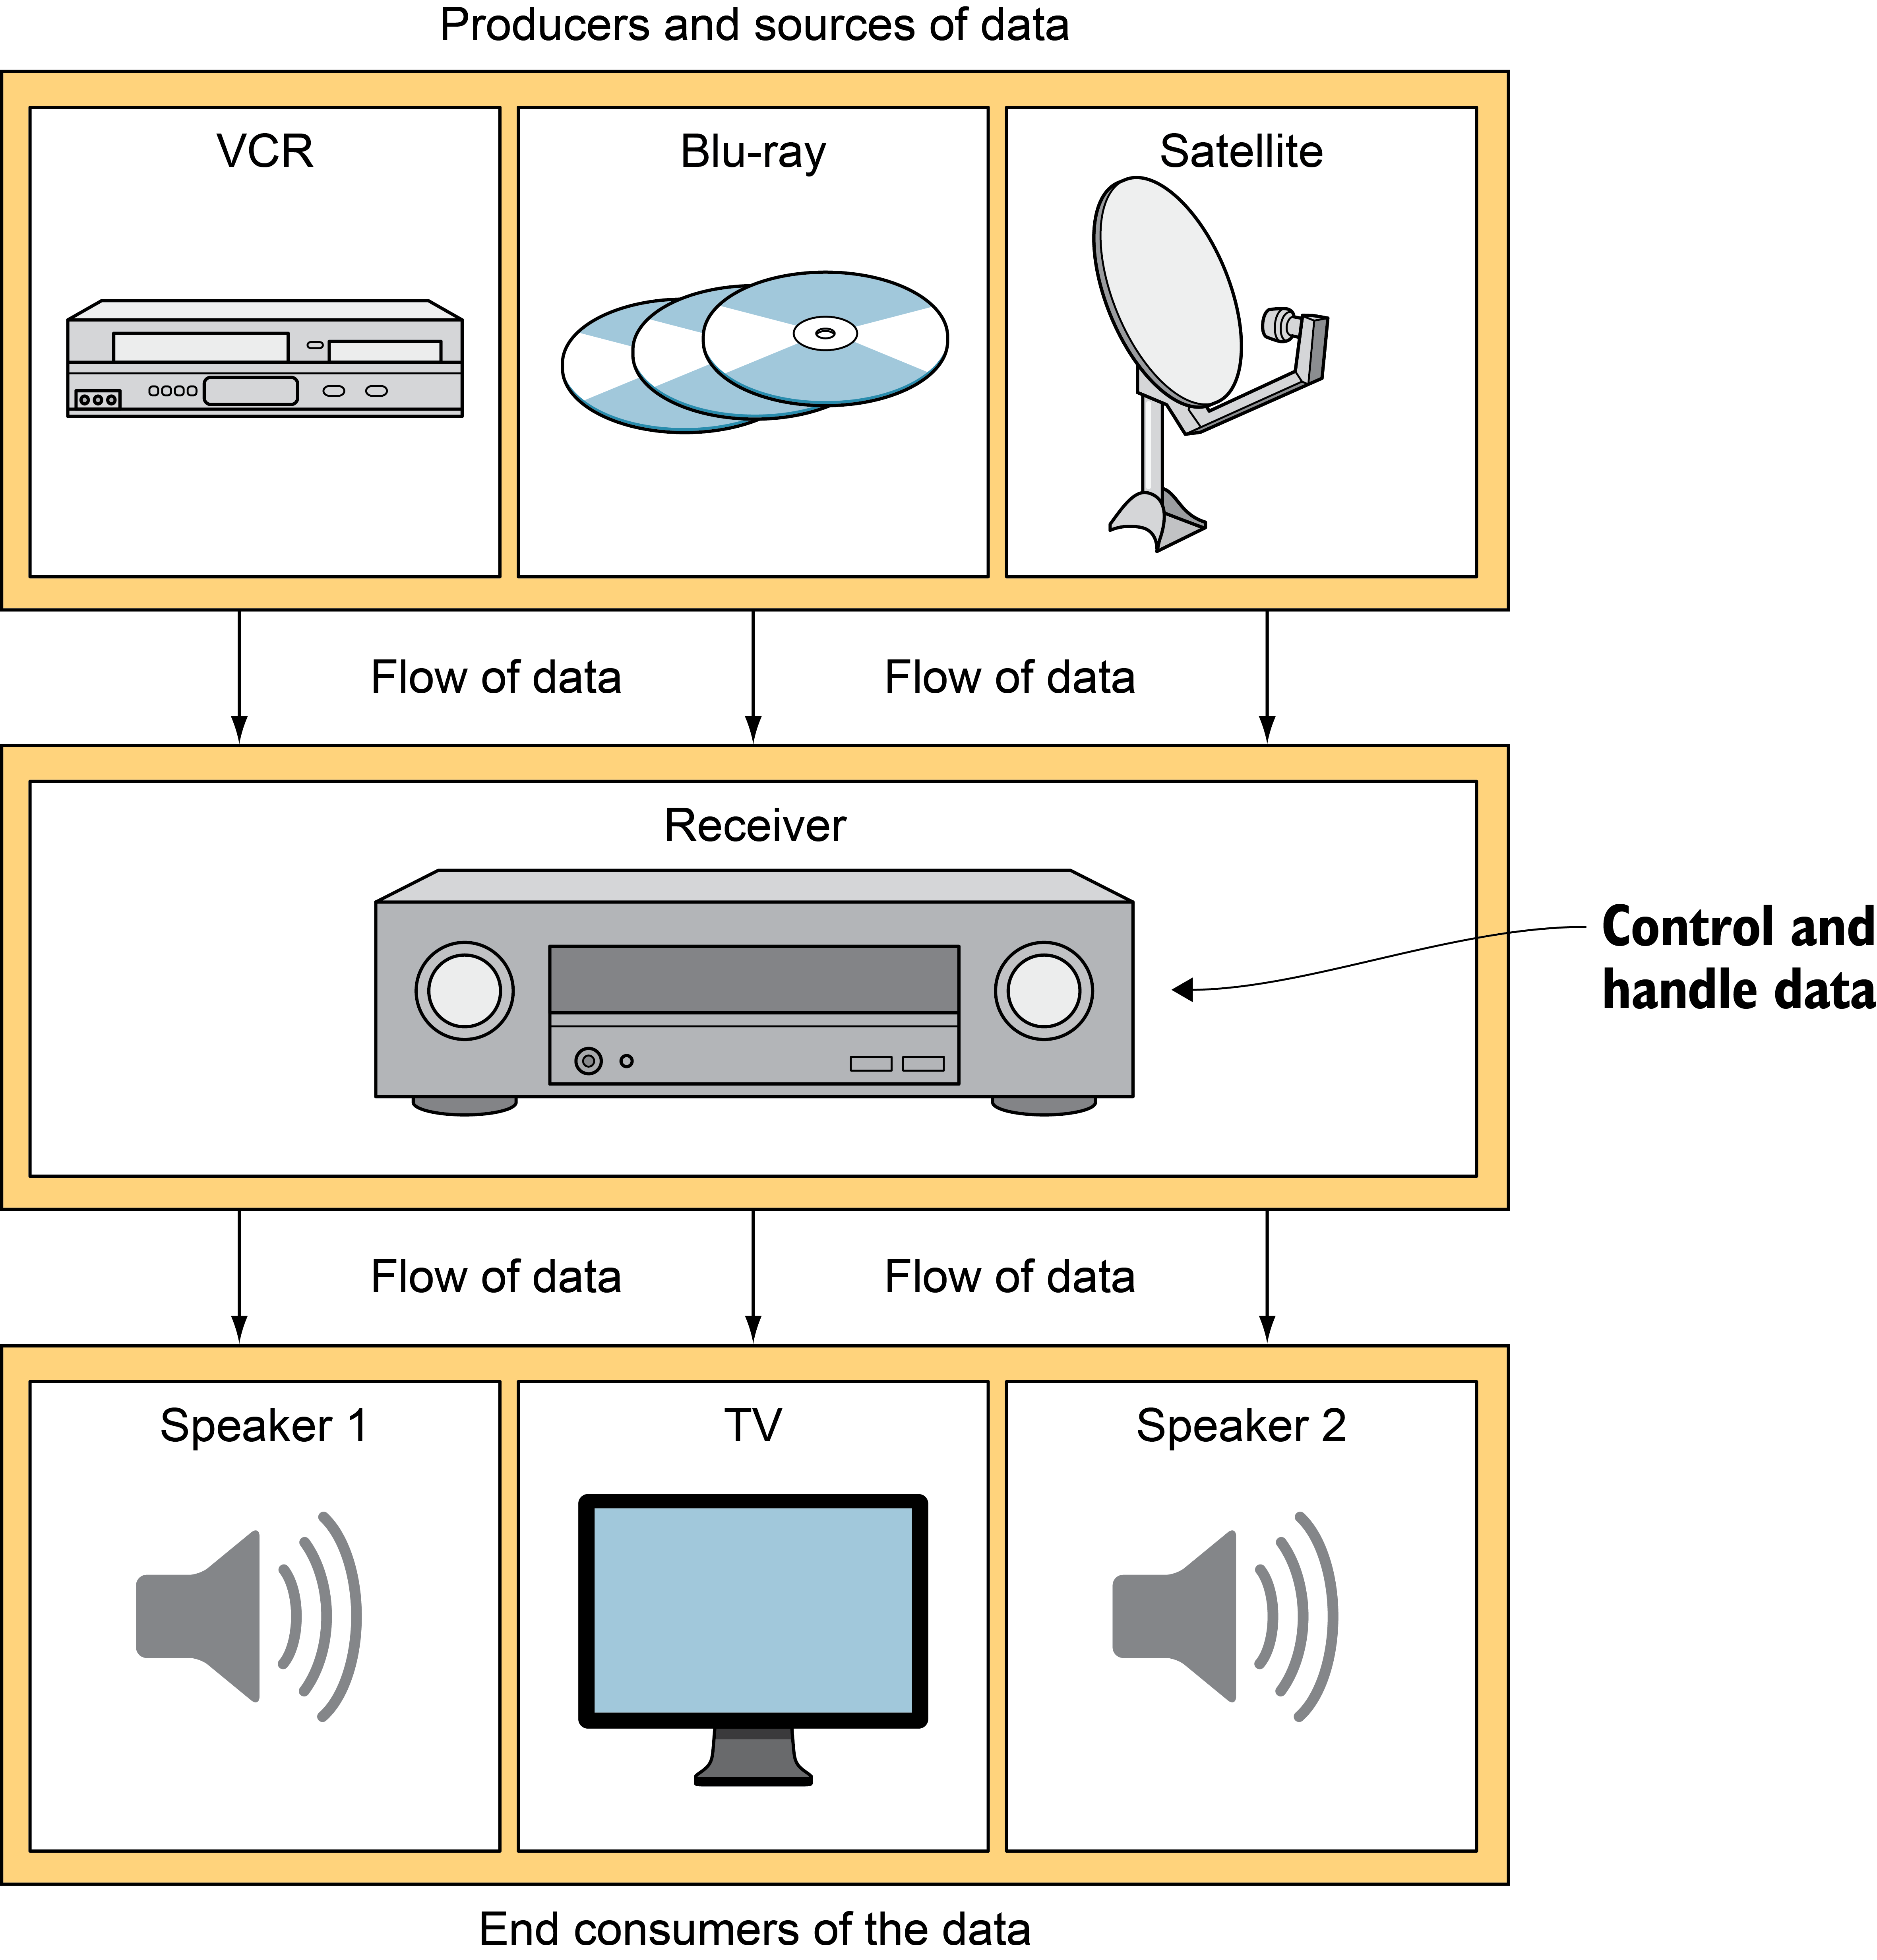 Producers and sources of data
VCR
Blu-ray
Satellite
Flow of data
Flow of data
Receiver
Control and
handle data
Flow of data
Flow of data
Speaker 1
TV
Speaker 2
End consumers of the data